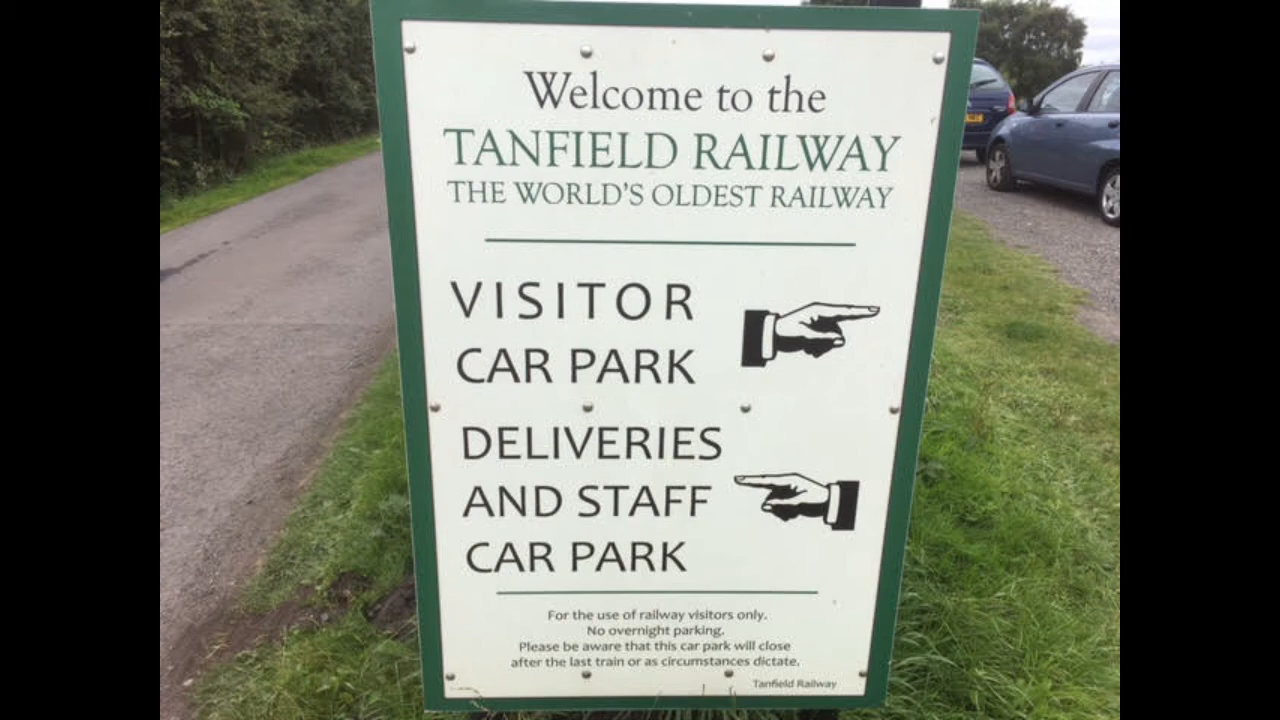 Welcome to the
TANFIELD RAILWAY
THE WORLD'S OLDEST RAILWAY
VISITOR
CAR PARK
DELIVERIES
AND STAFF
CAR PARK
For the use of railway visitors only.
No overnight parking.
Please be aware that this car park will close
after the last train or as circumstances dictate.
Tanfield Railway